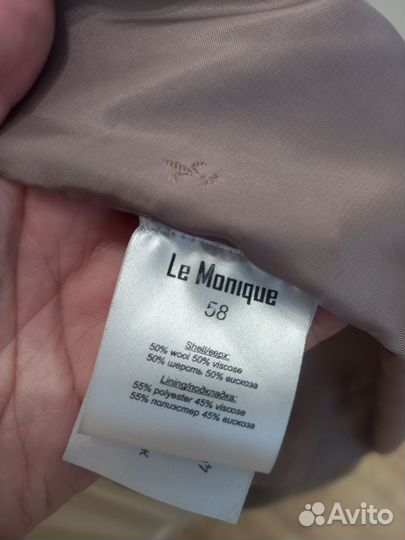 Le Monique
58
Shell/верх:
50% wool 50% viscose
50% шерсть 50% вискоза
Lining/подкладка:
55% polyester 45% viscose
55% полиэстер 45% вискоза
Avito